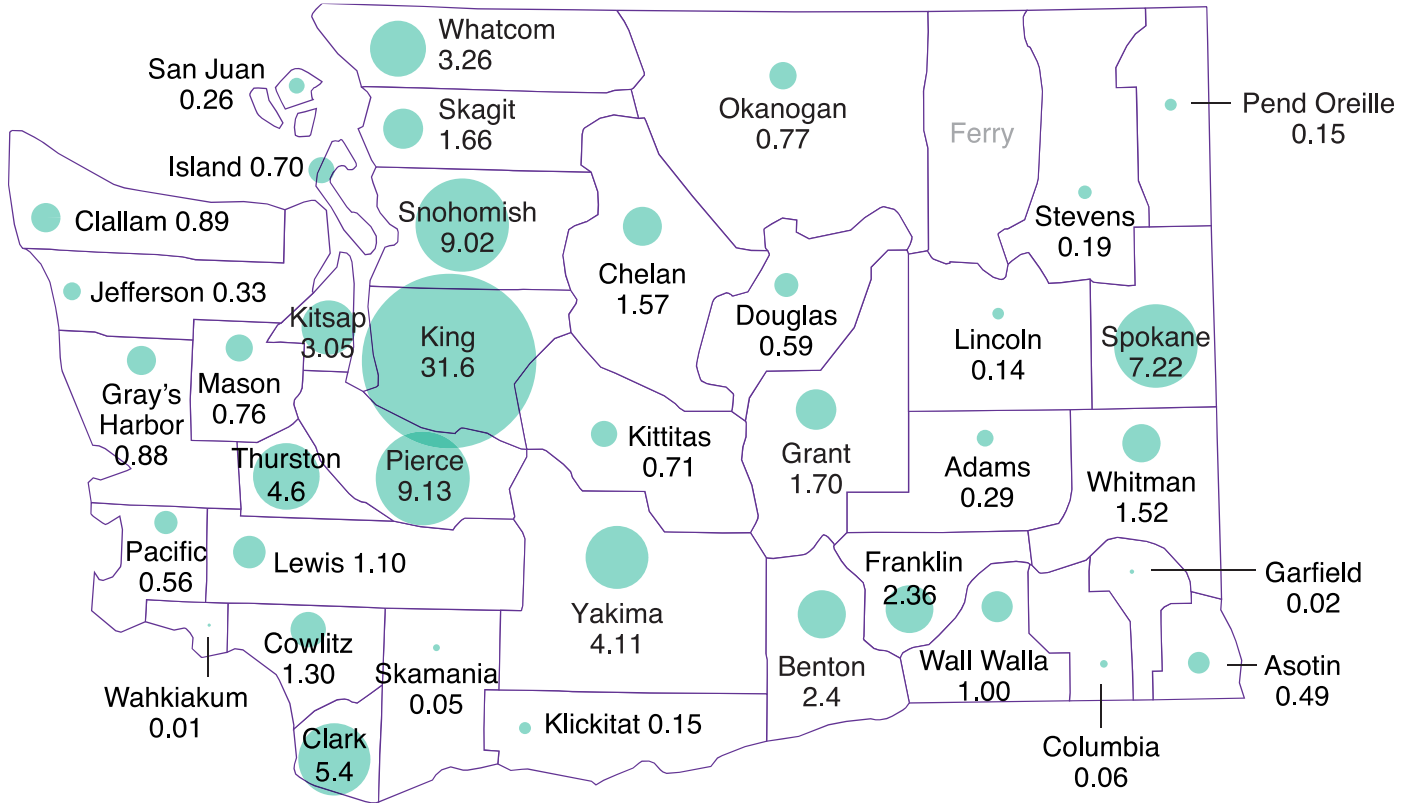 Whatcom
3.26
San Juan
0.26
Skagit
1.66
Okanogan
0.77
Ferry
Pend Oreille
0.15
Island 0.70
Clallam 0.89
Snohomish
9.02
Stevens
0.19
Chelan
1.57
Jefferson 0.33
Kitsap
3.05
King
31.6
Douglas
0.59
Lincoln
0.14
Spokane
7.22
Gray’s
Harbor
0.88
Mason
0.76
Thurston
4.6
Pierce
9.13
Kittitas
0.71
Grant
1.70
Adams
0.29
Whitman
1.52
Pacific
0.56
Lewis 1.10
Yakima
4.11
Franklin
2.36
Garfield
0.02
Wahkiakum
0.01
Cowlitz
1.30
Skamania
0.05
Benton
2.4
Wall Walla
1.00
Asotin
0.49
Clark
5.4
Klickitat 0.15
Columbia
0.06